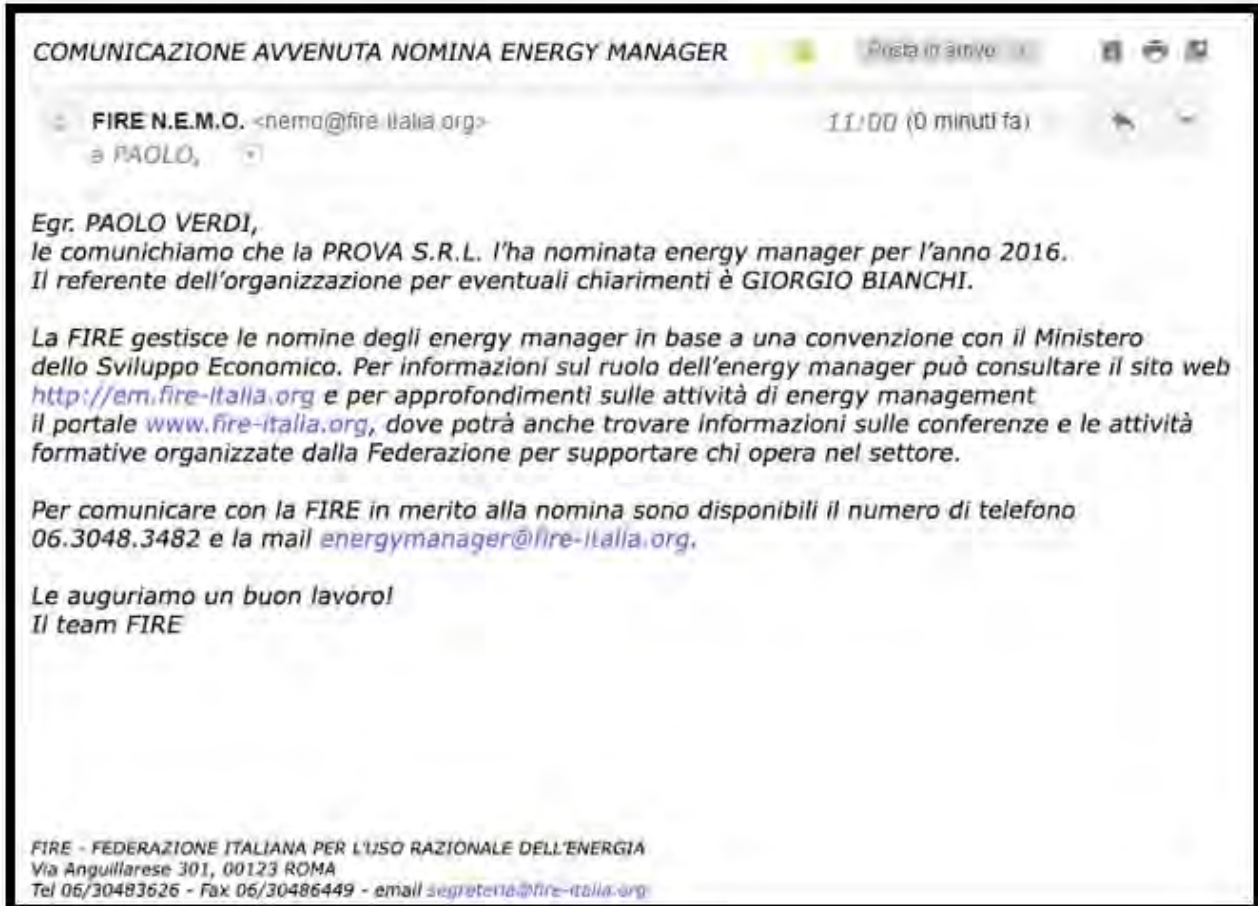 COMUNICAZIONE AVVENUTA NOMINA ENERGY MANAGER
Posta in arrivo
FIRE N.E.M.O. <nemo@fire-italia.org>
11:00 (0 minuti fa)
a PAOLO,
Egr. PAOLO VERDI,
le comunichiamo che la PROVA S.R.L. l'ha nominata energy manager per l'anno 2016.
Il referente dell'organizzazione per eventuali chiarimenti è GIORGIO BIANCHI.
La FIRE gestisce le nomine degli energy manager in base a una convenzione con il Ministero
dello Sviluppo Economico. Per informazioni sul ruolo dell'energy manager può consultare il sito web
http://em.fire-italia.org e per approfondimenti sulle attività di energy management
il portale www.fire-italia.org, dove potrà anche trovare informazioni sulle conferenze e le attività
formative organizzate dalla Federazione per supportare chi opera nel settore.
Per comunicare con la FIRE in merito alla nomina sono disponibili il numero di telefono
06.3048.3482 e la mail energymanager@fire-italia.org.
Le auguriamo un buon lavoro!
Il team FIRE
FIRE - FEDERAZIONE ITALIANA PER L'USO RAZIONALE DELL'ENERGIA
Via Anguillarese 301, 00123 ROMA
Tel 06/30483626 - Fax 06/30486449 - email segreteria@fire-italia.org